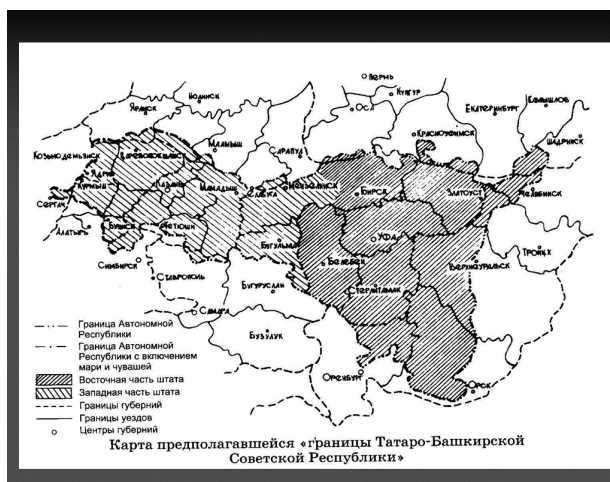 Пермь
Кунгур
Нолинск
Яранск
Оса
Екатеринбург
Камышлов
Красноуфимск
Шадринск
Малмыж
Сарапул
Козьмодемьянск
Царевококшайск
Ядрин
Курмыш
Казань
Мамадыш
Елабуга
Мензелинск
Бирск
Златоуст
Челябинск
Сергач
Алатырь
Буинск
Тетюши
Бугульма
Уфа
Белебей
Верхнеуральск
Троицк
Симбирск
Ставрополь
Бугуруслан
Стерлитамак
Самара
Бузулук
Оренбург
Орск
Граница Автономной
Республики
Граница Автономной
Республики с включением
мари и чувашей
Восточная часть штата
Западная часть штата
Границы губерний
Границы уездов
Центры губерний
Карта предполагавшейся «границы Татаро-Башкирской
Советской Республики»